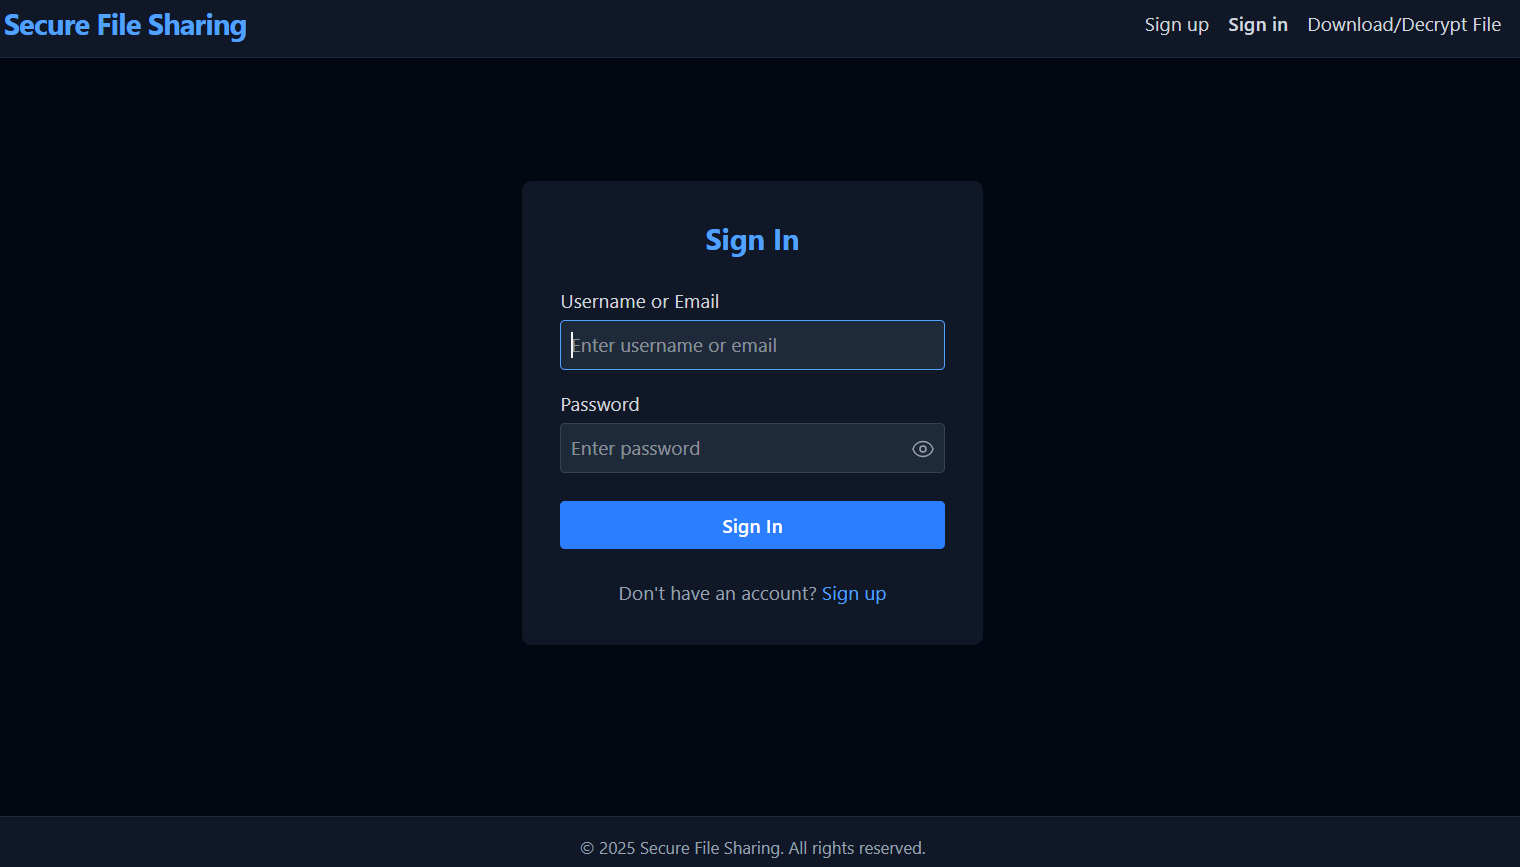 Secure File Sharing
Sign up Sign in Download/Decrypt File
Sign In
Username or Email
Enter username or email
Password
Enter password
Sign In
Don't have an account? Sign up
© 2025 Secure File Sharing. All rights reserved.